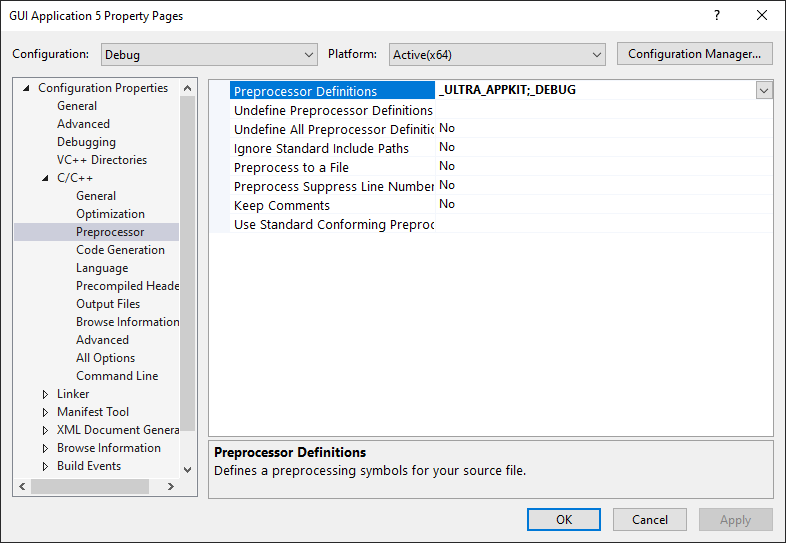 GUI Application 5 Property Pages
? 
Configuration: Debug Platform: Active(x64) Configuration Manager...
Configuration Properties
General
Advanced
Debugging
VC++ Directories
C/C++
General
Optimization
Preprocessor
Code Generation
Language
Precompiled Heade
Output Files
Browse Information
Advanced
All Options
Command Line
Linker
Manifest Tool
XML Document Genera
Browse Information
Build Events
Preprocessor Definitions _ULTRA_APPKIT;_DEBUG
Undefine Preprocessor Definitions
Undefine All Preprocessor Definitic No
Ignore Standard Include Paths No
Preprocess to a File No
Preprocess Suppress Line Number No
Keep Comments No
Use Standard Conforming Preproc
Preprocessor Definitions
Defines a preprocessing symbols for your source file.
OK Cancel Apply